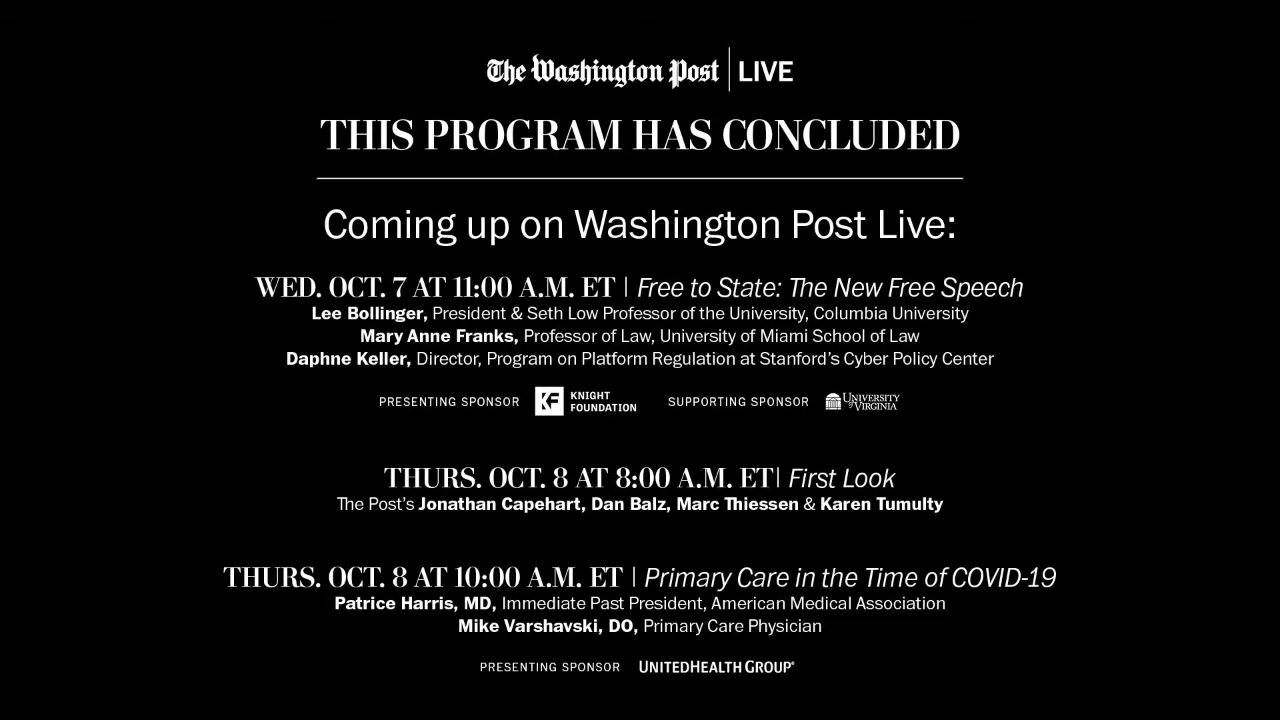 The Washington Post | LIVE
THIS PROGRAM HAS CONCLUDED
Coming up on Washington Post Live:
WED. OCT. 7 AT 11:00 A.M. ET | Free to State: The New Free Speech
Lee Bollinger, President & Seth Low Professor of the University, Columbia University
Mary Anne Franks, Professor of Law, University of Miami School of Law
Daphne Keller, Director, Program on Platform Regulation at Stanford's Cyber Policy Center
PRESENTING SPONSOR KF KNIGHT FOUNDATION SUPPORTING SPONSOR UNIVERSITY of VIRGINIA
THURS. OCT. 8 AT 8:00 A.M. ET| First Look
The Post's Jonathan Capehart, Dan Balz, Marc Thiessen & Karen Tumulty
THURS. OCT. 8 AT 10:00 A.M. ET | Primary Care in the Time of COVID-19
Patrice Harris, MD, Immediate Past President, American Medical Association
Mike Varshavski, DO, Primary Care Physician
PRESENTING SPONSOR UNITEDHEALTH GROUP®